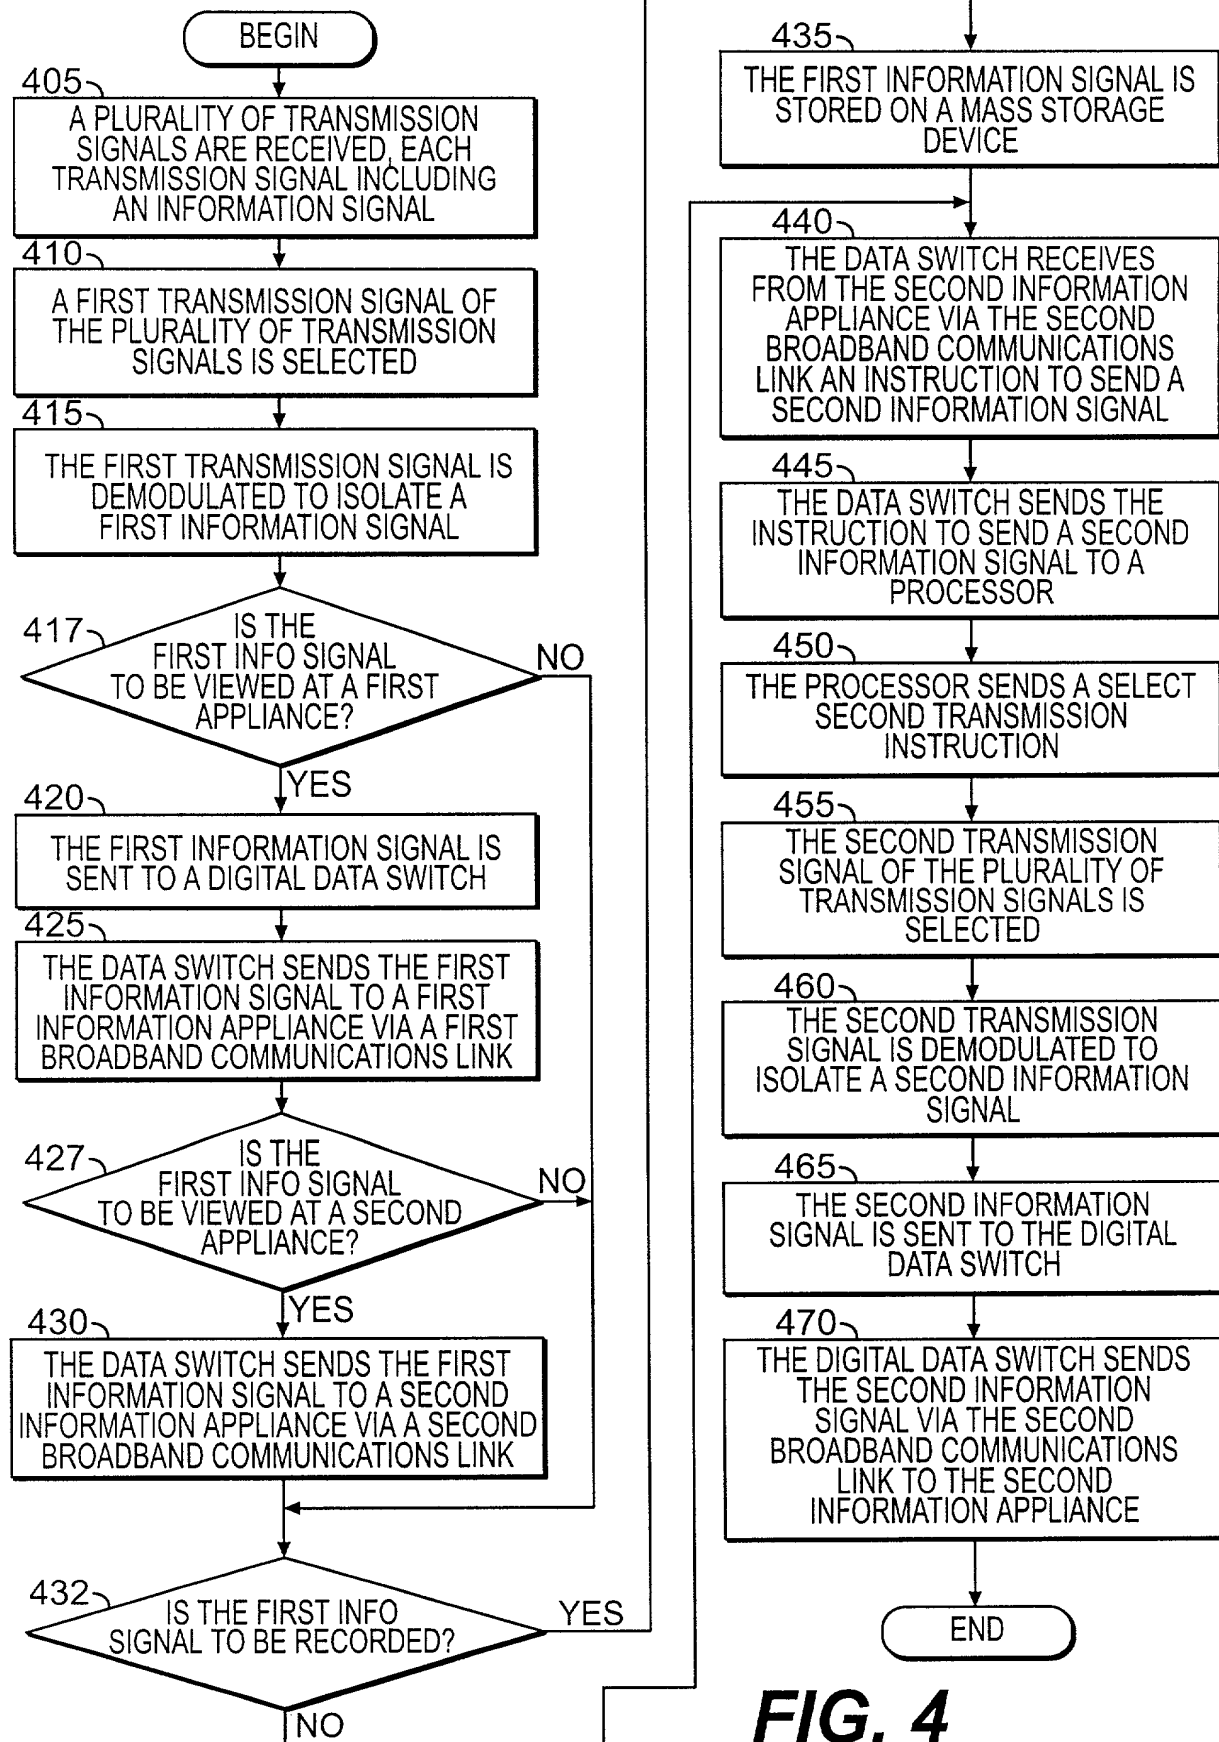 BEGIN
405
A PLURALITY OF TRANSMISSION
SIGNALS ARE RECEIVED, EACH
TRANSMISSION SIGNAL INCLUDING
AN INFORMATION SIGNAL
410
A FIRST TRANSMISSION SIGNAL OF
THE PLURALITY OF TRANSMISSION
SIGNALS IS SELECTED
415
THE FIRST TRANSMISSION SIGNAL IS
DEMODULATED TO ISOLATE A
FIRST INFORMATION SIGNAL
417
IS THE
FIRST INFO SIGNAL
TO BE VIEWED AT A FIRST
APPLIANCE?
NO
YES
420
THE FIRST INFORMATION SIGNAL IS
SENT TO A DIGITAL DATA SWITCH
425
THE DATA SWITCH SENDS THE FIRST
INFORMATION SIGNAL TO A FIRST
INFORMATION APPLIANCE VIA A FIRST
BROADBAND COMMUNICATIONS LINK
427
IS THE
FIRST INFO SIGNAL
TO BE VIEWED AT A SECOND
APPLIANCE?
NO
YES
430
THE DATA SWITCH SENDS THE FIRST
INFORMATION SIGNAL TO A SECOND
INFORMATION APPLIANCE VIA A SECOND
BROADBAND COMMUNICATIONS LINK
432
IS THE FIRST INFO
SIGNAL TO BE RECORDED?
YES
NO
435
THE FIRST INFORMATION SIGNAL IS
STORED ON A MASS STORAGE
DEVICE
440
THE DATA SWITCH RECEIVES
FROM THE SECOND INFORMATION
APPLIANCE VIA THE SECOND
BROADBAND COMMUNICATIONS
LINK AN INSTRUCTION TO SEND A
SECOND INFORMATION SIGNAL
445
THE DATA SWITCH SENDS THE
INSTRUCTION TO SEND A SECOND
INFORMATION SIGNAL TO A
PROCESSOR
450
THE PROCESSOR SENDS A SELECT
SECOND TRANSMISSION
INSTRUCTION
455
THE SECOND TRANSMISSION
SIGNAL OF THE PLURALITY OF
TRANSMISSION SIGNALS IS
SELECTED
460
THE SECOND TRANSMISSION
SIGNAL IS DEMODULATED TO
ISOLATE A SECOND INFORMATION
SIGNAL
465
THE SECOND INFORMATION
SIGNAL IS SENT TO THE DIGITAL
DATA SWITCH
470
THE DIGITAL DATA SWITCH SENDS
THE SECOND INFORMATION
SIGNAL VIA THE SECOND
BROADBAND COMMUNICATIONS
LINK TO THE SECOND
INFORMATION APPLIANCE
END
FIG. 4